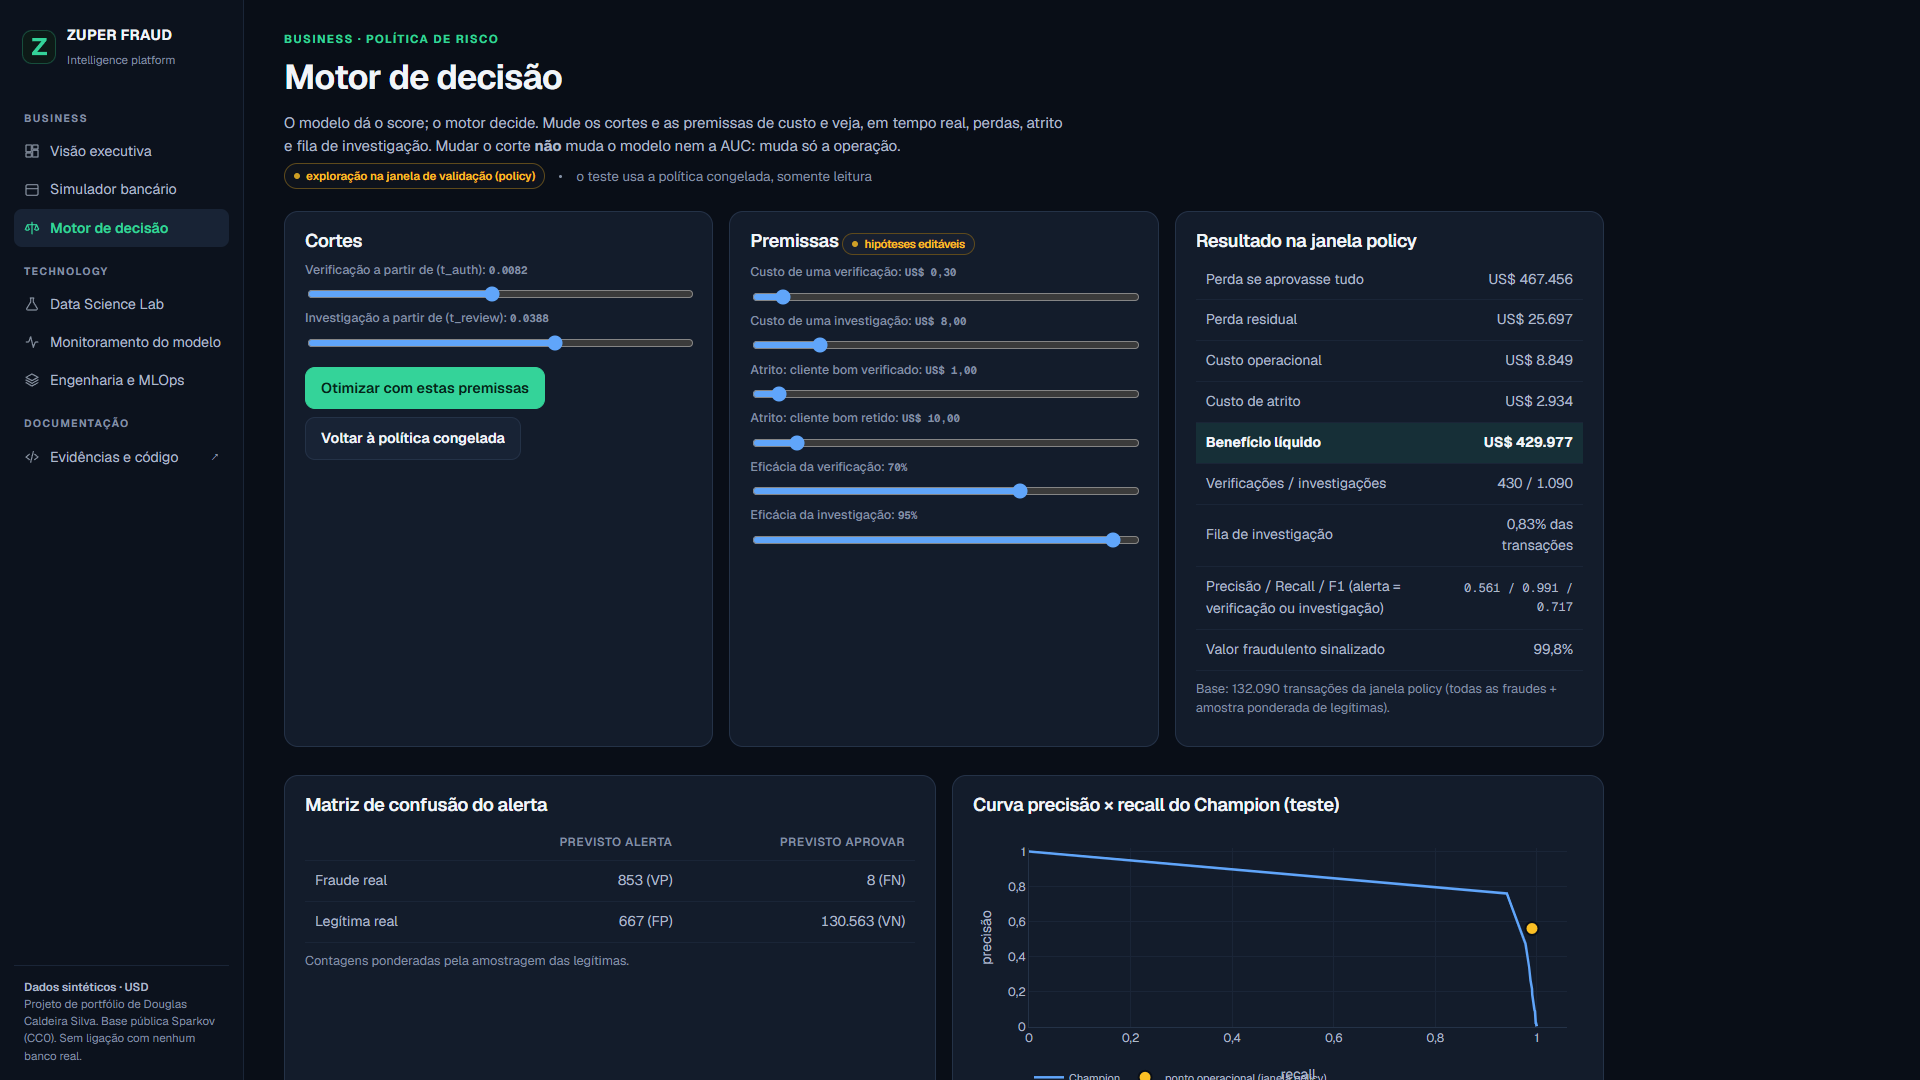 Z
ZUPER FRAUD
Intelligence platform
BUSINESS
Visão executiva
Simulador bancário
Motor de decisão
TECHNOLOGY
Data Science Lab
Monitoramento do modelo
Engenharia e MLOps
DOCUMENTAÇÃO
Evidências e código ↗
Dados sintéticos · USD
Projeto de portfólio de Douglas
Caldeira Silva. Base pública Sparkov
(CC0). Sem ligação com nenhum
banco real.
BUSINESS · POLÍTICA DE RISCO
Motor de decisão
O modelo dá o score; o motor decide. Mude os cortes e as premissas de custo e veja, em tempo real, perdas, atrito
e fila de investigação. Mudar o corte não muda o modelo nem a AUC: muda só a operação.
exploração na janela de validação (policy) • o teste usa a política congelada, somente leitura
Cortes
Verificação a partir de (t_auth): 0.0082
Investigação a partir de (t_review): 0.0388
Otimizar com estas premissas
Voltar à política congelada
Premissas hipóteses editáveis
Custo de uma verificação: US$ 0,30
Custo de uma investigação: US$ 8,00
Atrito: cliente bom verificado: US$ 1,00
Atrito: cliente bom retido: US$ 10,00
Eficácia da verificação: 70%
Eficácia da investigação: 95%
Resultado na janela policy
Perda se aprovasse tudo US$ 467.456
Perda residual US$ 25.697
Custo operacional US$ 8.849
Custo de atrito US$ 2.934
Benefício líquido US$ 429.977
Verificações / investigações 430 / 1.090
Fila de investigação 0,83% das
transações
Precisão / Recall / F1 (alerta = 0.561 / 0.991 /
verificação ou investigação) 0.717
Valor fraudulento sinalizado 99,8%
Base: 132.090 transações da janela policy (todas as fraudes +
amostra ponderada de legítimas).
Matriz de confusão do alerta
PREVISTO ALERTA PREVISTO APROVAR
Fraude real 853 (VP) 8 (FN)
Legítima real 667 (FP) 130.563 (VN)
Contagens ponderadas pela amostragem das legítimas.
Curva precisão × recall do Champion (teste)
precisão
1
0,8
0,6
0,4
0,2
0
0 0,2 0,4 0,6 0,8 1
recall
Champion ponto operacional (janela policy)